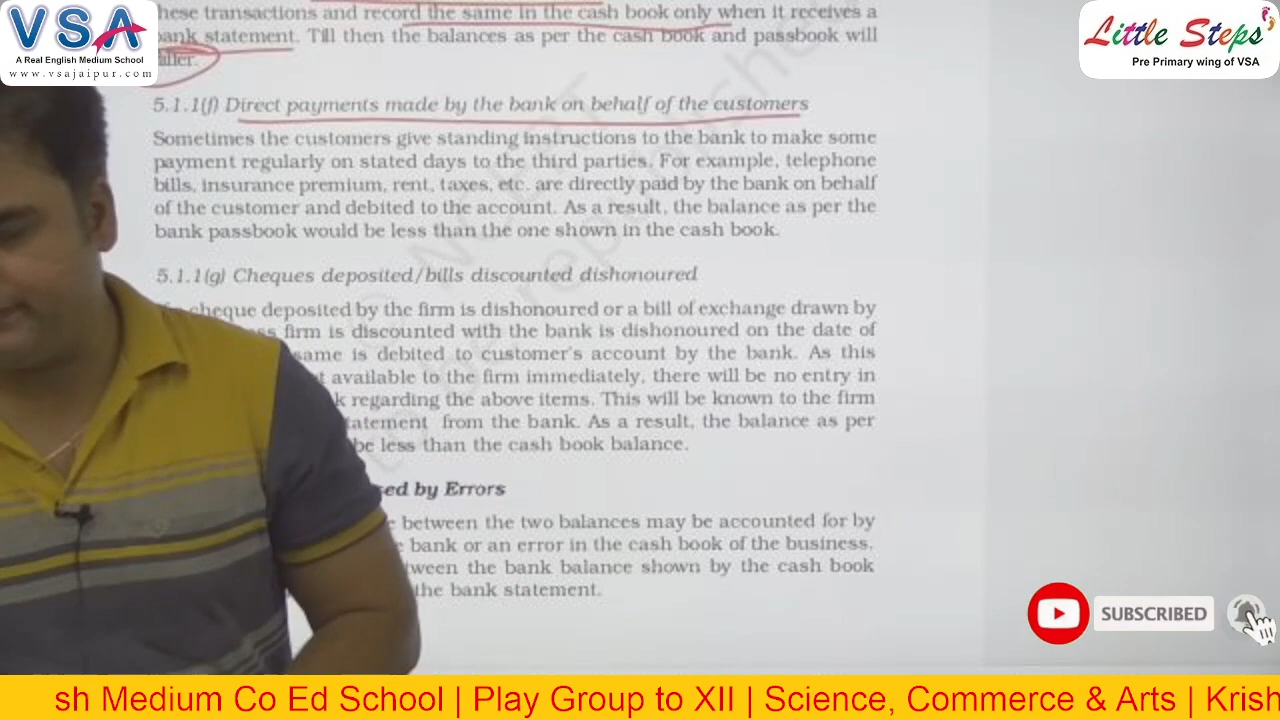 VSA
A Real English Medium School
www.vsajaipur.com
Little Steps
Pre Primary wing of VSA
hese transactions and record the same in the cash book only when it receives a
bank statement. Till then the balances as per the cash book and passbook will
5.1.1(f) Direct payments made by the bank on behalf of the customers
Sometimes the customers give standing instructions to the bank to make some
payment regularly on stated days to the third parties. For example, telephone
bills, insurance premium, rent, taxes, etc. are directly paid by the bank on behalf
of the customer and debited to the account. As a result, the balance as per the
bank passbook would be less than the one shown in the cash book.
5.1.1(g) Cheques deposited/bills discounted dishonoured
cheque deposited by the firm is dishonoured or a bill of exchange drawn by
firm is discounted with the bank is dishonoured on the date of
same is debited to customer's account by the bank. As this
available to the firm immediately, there will be no entry in
regarding the above items. This will be known to the firm
tatement from the bank. As a result, the balance as per
be less than the cash book balance.
sed by Errors
between the two balances may be accounted for by
bank or an error in the cash book of the business.
tween the bank balance shown by the cash book
the bank statement.
SUBSCRIBED
sh Medium Co Ed School | Play Group to XII | Science, Commerce & Arts | Krish